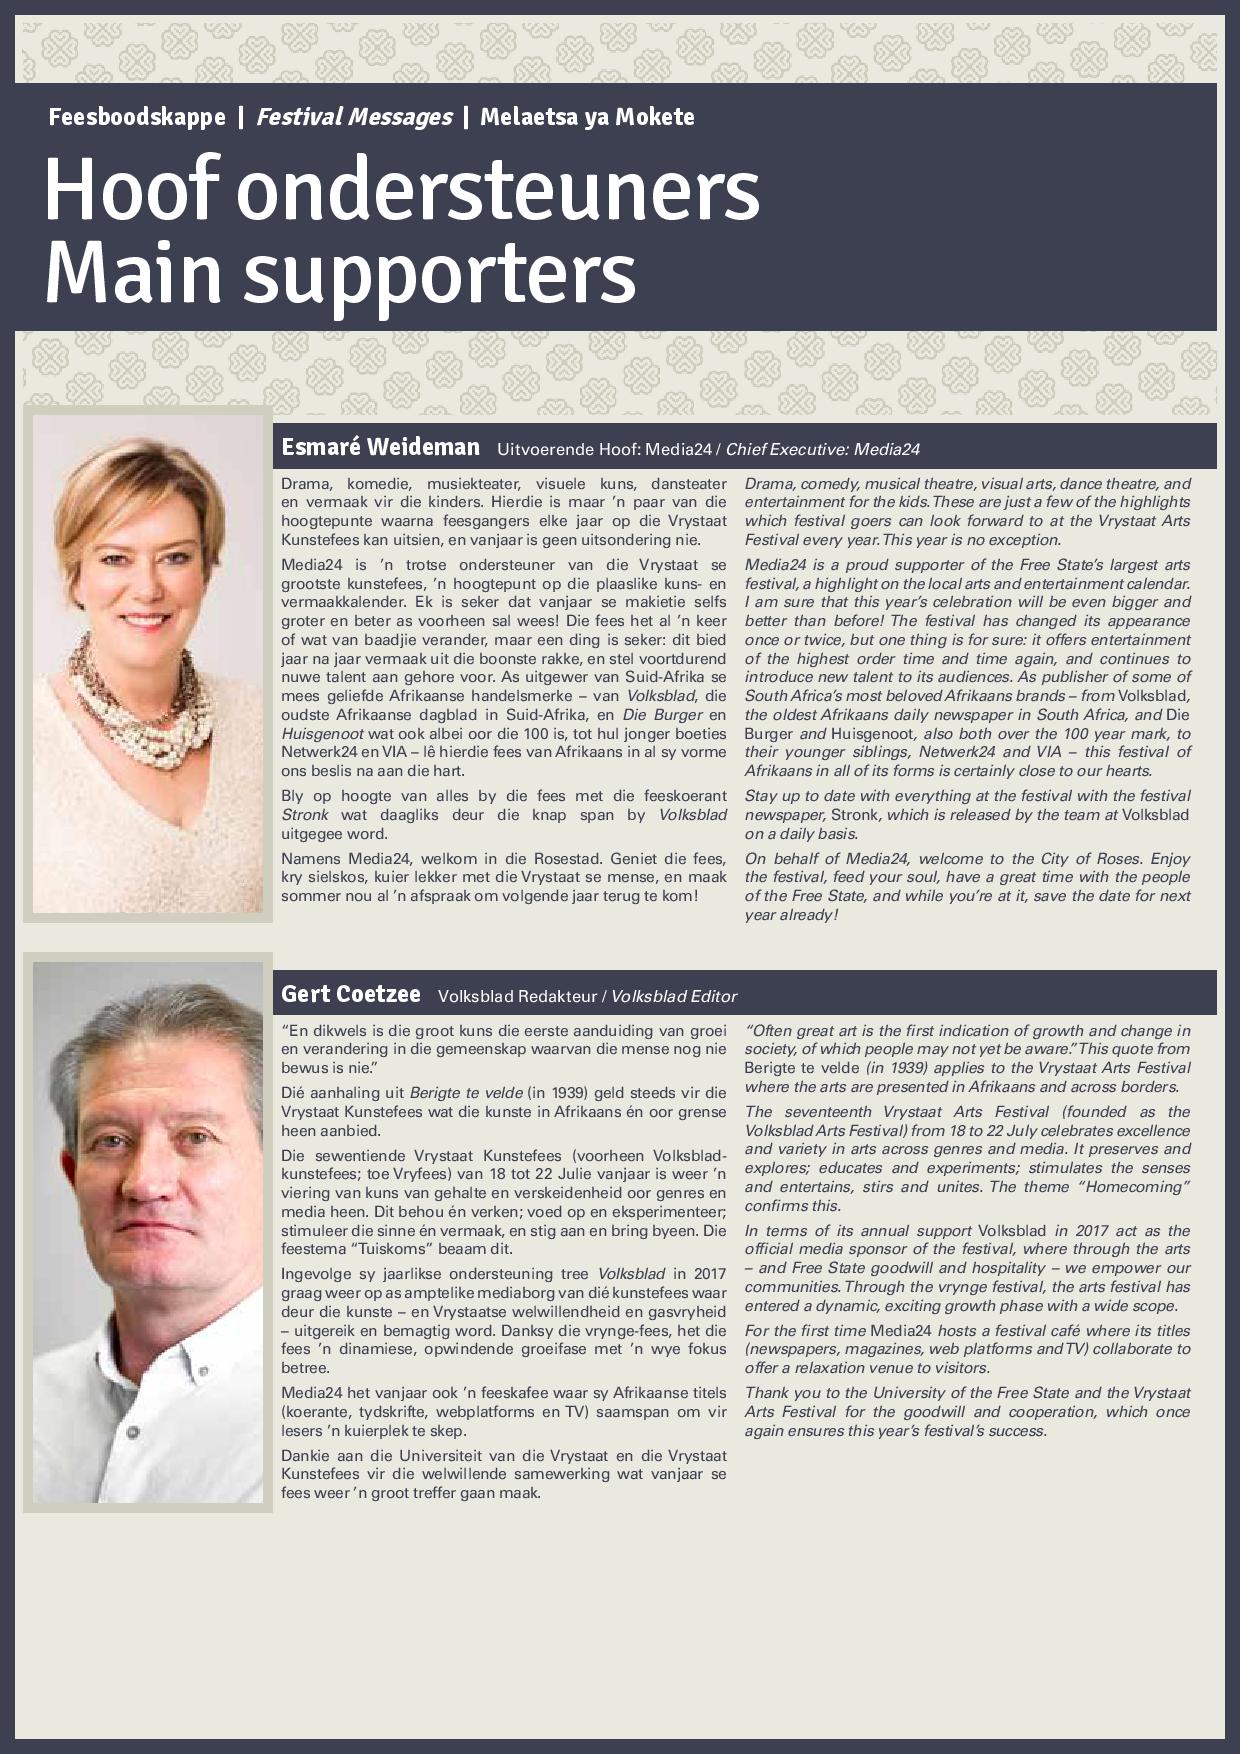 Feesboodskappe | Festival Messages | Melaetsa ya Mokete
Hoof ondersteuners
Main supporters
Esmaré Weideman Uitvoerende Hoof: Media24 / Chief Executive: Media24
Drama, komedie, musiekteater, visuele kuns, dansteater
en vermaak vir die kinders. Hierdie is maar ’n paar van die
hoogtepunte waarna feesgangers elke jaar op die Vrystaat
Kunstefees kan uitsien, en vanjaar is geen uitsondering nie.
Media24 is ’n trotse ondersteuner van die Vrystaat se
grootste kunstefees, ’n hoogtepunt op die plaaslike kuns- en
vermaakkalender. Ek is seker dat vanjaar se makietie selfs
groter en beter as voorheen sal wees! Die fees het al ’n keer
of wat van baadjie verander, maar een ding is seker: dit bied
jaar na jaar vermaak uit die boonste rakke, en stel voortdurend
nuwe talent aan gehore voor. As uitgewer van Suid-Afrika se
mees geliefde Afrikaanse handelsmerke – van Volksblad, die
oudste Afrikaanse dagblad in Suid-Afrika, en Die Burger en
Huisgenoot wat ook albei oor die 100 is, tot hul jonger boeties
Netwerk24 en VIA – lê hierdie fees van Afrikaans in al sy vorme
ons beslis na aan die hart.
Bly op hoogte van alles by die fees met die feeskoerant
Stronk wat daagliks deur die knap span by Volksblad
uitgegee word.
Namens Media24, welkom in die Rosestad. Geniet die fees,
kry sielskos, kuier lekker met die Vrystaat se mense, en maak
sommer nou al ’n afspraak om volgende jaar terug te kom!
Drama, comedy, musical theatre, visual arts, dance theatre, and
entertainment for the kids. These are just a few of the highlights
which festival goers can look forward to at the Vrystaat Arts
Festival every year. This year is no exception.
Media24 is a proud supporter of the Free State’s largest arts
festival, a highlight on the local arts and entertainment calendar.
I am sure that this year’s celebration will be even bigger and
better than before! The festival has changed its appearance
once or twice, but one thing is for sure: it offers entertainment
of the highest order time and time again, and continues to
introduce new talent to its audiences. As publisher of some of
South Africa’s most beloved Afrikaans brands – from Volksblad,
the oldest Afrikaans daily newspaper in South Africa, and Die
Burger and Huisgenoot, also both over the 100 year mark, to
their younger siblings, Netwerk24 and VIA – this festival of
Afrikaans in all of its forms is certainly close to our hearts.
Stay up to date with everything at the festival with the festival
newspaper, Stronk, which is released by the team at Volksblad
on a daily basis.
On behalf of Media24, welcome to the City of Roses. Enjoy
the festival, feed your soul, have a great time with the people
of the Free State, and while you’re at it, save the date for next
year already!
Gert Coetzee Volksblad Redakteur / Volksblad Editor
“En dikwels is die groot kuns die eerste aanduiding van groei
en verandering in die gemeenskap waarvan die mense nog nie
bewus is nie.”
Dié aanhaling uit Berigte te velde (in 1939) geld steeds vir die
Vrystaat Kunstefees wat die kunste in Afrikaans én oor grense
heen aanbied.
Die sewentiende Vrystaat Kunstefees (voorheen Volksblad-
kunstefees; toe Vryfees) van 18 tot 22 Julie vanjaar is weer ’n
viering van kuns van gehalte en verskeidenheid oor genres en
media heen. Dit behou én verken; voed op en eksperimenteer;
stimuleer die sinne én vermaak, en stig aan en bring byeen. Die
feestema “Tuiskoms” beaam dit.
Ingevolge sy jaarlikse ondersteuning tree Volksblad in 2017
graag weer op as amptelike mediaborg van dié kunstefees waar
deur die kunste – en Vrystaatse welwillendheid en gasvryheid
– uitgereik en bemagtig word. Danksy die vrynge-fees, het die
fees ’n dinamiese, opwindende groeifase met ’n wye fokus
betree.
Media24 het vanjaar ook ’n feeskafee waar sy Afrikaanse titels
(koerante, tydskrifte, webplatforms en TV) saamspan om vir
lesers ’n kuierplek te skep.
Dankie aan die Universiteit van die Vrystaat en die Vrystaat
Kunstefees vir die welwillende samewerking wat vanjaar se
fees weer ’n groot treffer gaan maak.
“Often great art is the first indication of growth and change in
society, of which people may not yet be aware.” This quote from
Berigte te velde (in 1939) applies to the Vrystaat Arts Festival
where the arts are presented in Afrikaans and across borders.
The seventeenth Vrystaat Arts Festival (founded as the
Volksblad Arts Festival) from 18 to 22 July celebrates excellence
and variety in arts across genres and media. It preserves and
explores; educates and experiments; stimulates the senses
and entertains, stirs and unites. The theme “Homecoming”
confirms this.
In terms of its annual support Volksblad in 2017 act as the
official media sponsor of the festival, where through the arts
– and Free State goodwill and hospitality – we empower our
communities. Through the vrynge festival, the arts festival has
entered a dynamic, exciting growth phase with a wide scope.
For the first time Media24 hosts a festival café where its titles
(newspapers, magazines, web platforms and TV) collaborate to
offer a relaxation venue to visitors.
Thank you to the University of the Free State and the Vrystaat
Arts Festival for the goodwill and cooperation, which once
again ensures this year’s festival’s success.